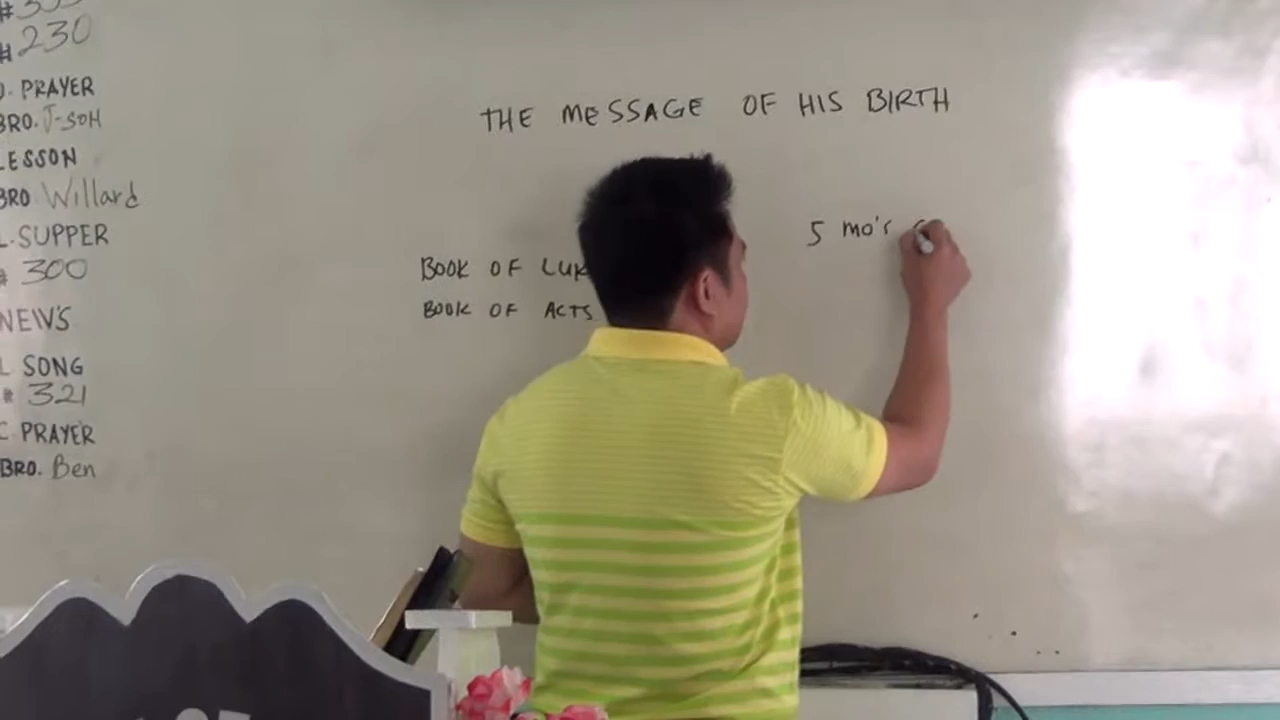 230
PRAYER
BRO. J-SOH
LESSON
BRO. Willard
L. SUPPER
# 300
NEWS
L SONG
# 321
C. PRAYER
BRO. Ben
THE MESSAGE OF HIS BIRTH
5 mo's
BOOK OF LUK
BOOK OF ACTS